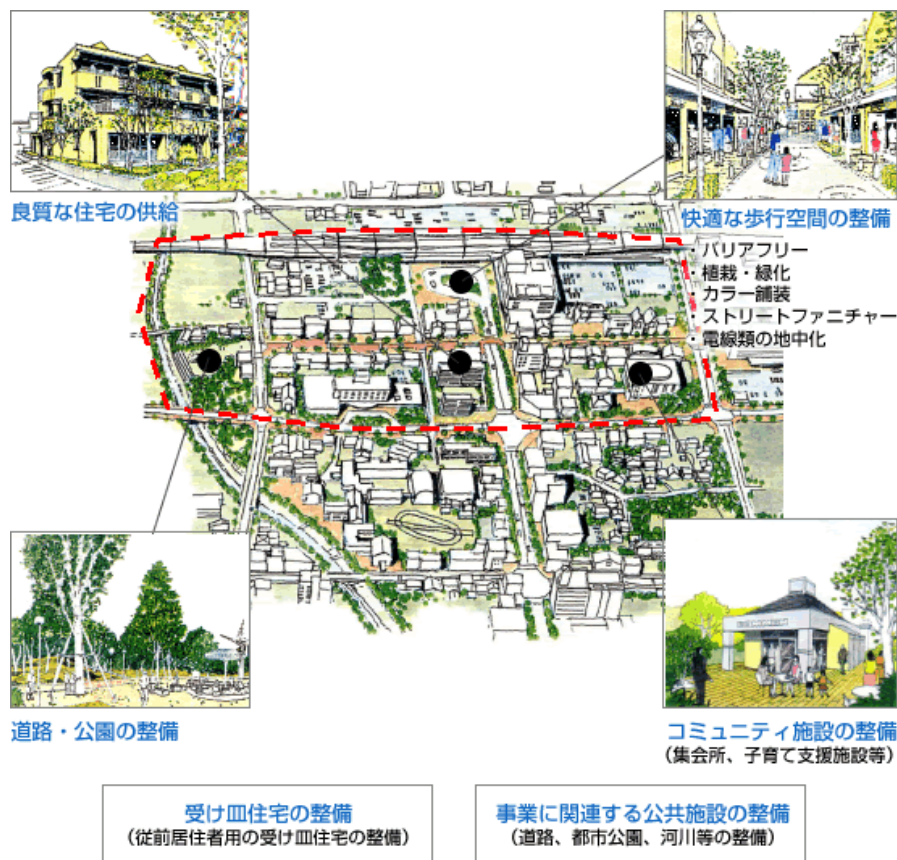 良質な住宅の供給
快適な歩行空間の整備
・バリアフリー
・植栽・緑化
・カラー舗装
・ストリートファニチャー
・電線類の地中化
道路・公園の整備
コミュニティ施設の整備
（集会所、子育て支援施設等）
受け皿住宅の整備
（従前居住者用の受け皿住宅の整備）
事業に関連する公共施設の整備
（道路、都市公園、河川等の整備）